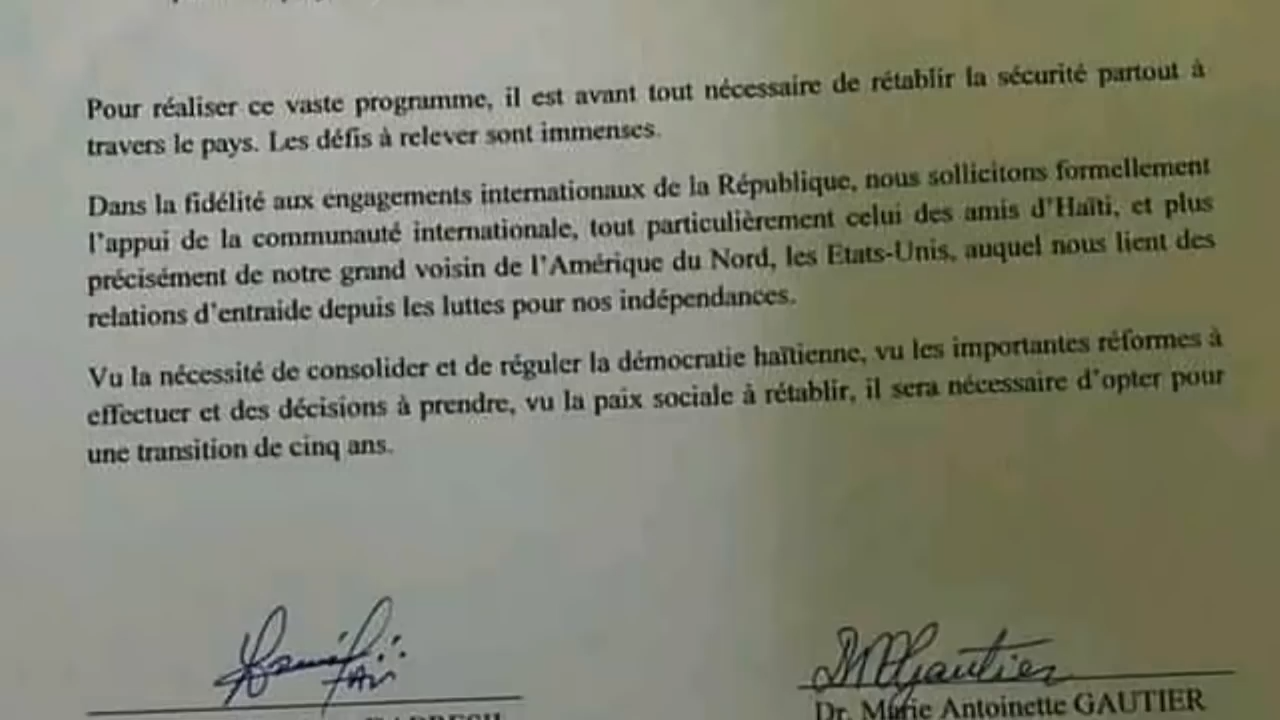 Pour réaliser ce vaste programme, il est avant tout nécessaire de rétablir la sécurité partout à
travers le pays. Les défis à relever sont immenses.
Dans la fidélité aux engagements internationaux de la République, nous sollicitons formellement
l'appui de la communauté internationale, tout particulièrement celui des amis d'Haïti, et plus
précisément de notre grand voisin de l'Amérique du Nord, les Etats-Unis, auquel nous lient des
relations d'entraide depuis les luttes pour nos indépendances.
Vu la nécessité de consolider et de réguler la démocratie haïtienne, vu les importantes réformes à
effectuer et des décisions à prendre, vu la paix sociale à rétablir, il sera nécessaire d'opter pour
une transition de cinq ans.
Gautier
Dr. Marie Antoinette GAUTIER